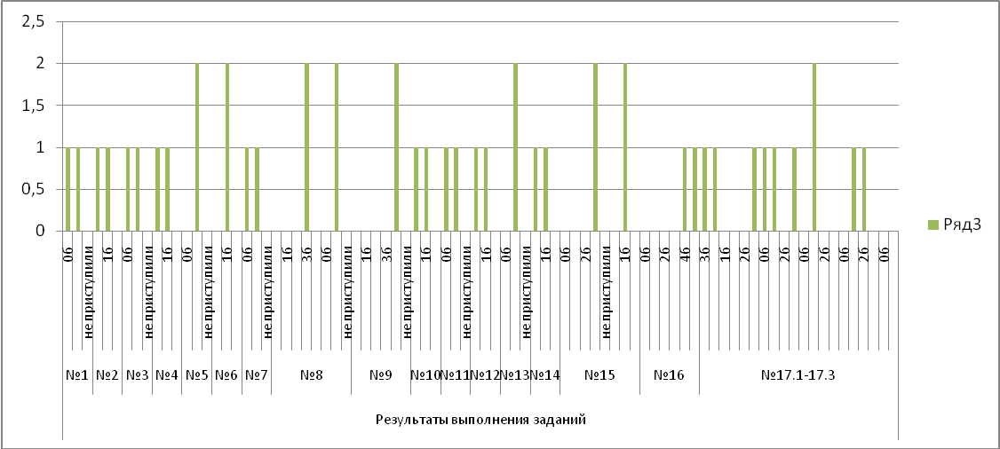 2,5
2
1,5
1
0,5
0
0б
не приступили
1б
0б
не приступили
1б
0б
не приступили
1б
0б
не приступили
1б
3б
0б
не приступили
1б
3б
не приступили
1б
0б
не приступили
1б
0б
не приступили
1б
0б
2б
не приступили
1б
0б
2б
4б
3б
1б
2б
0б
2б
0б
2б
0б
2б
0б
№1 №2 №3 №4 №5 №6 №7 №8 №9 №10 №11 №12 №13 №14 №15 №16 №17.1-17.3
Результаты выполнения заданий
Ряд3